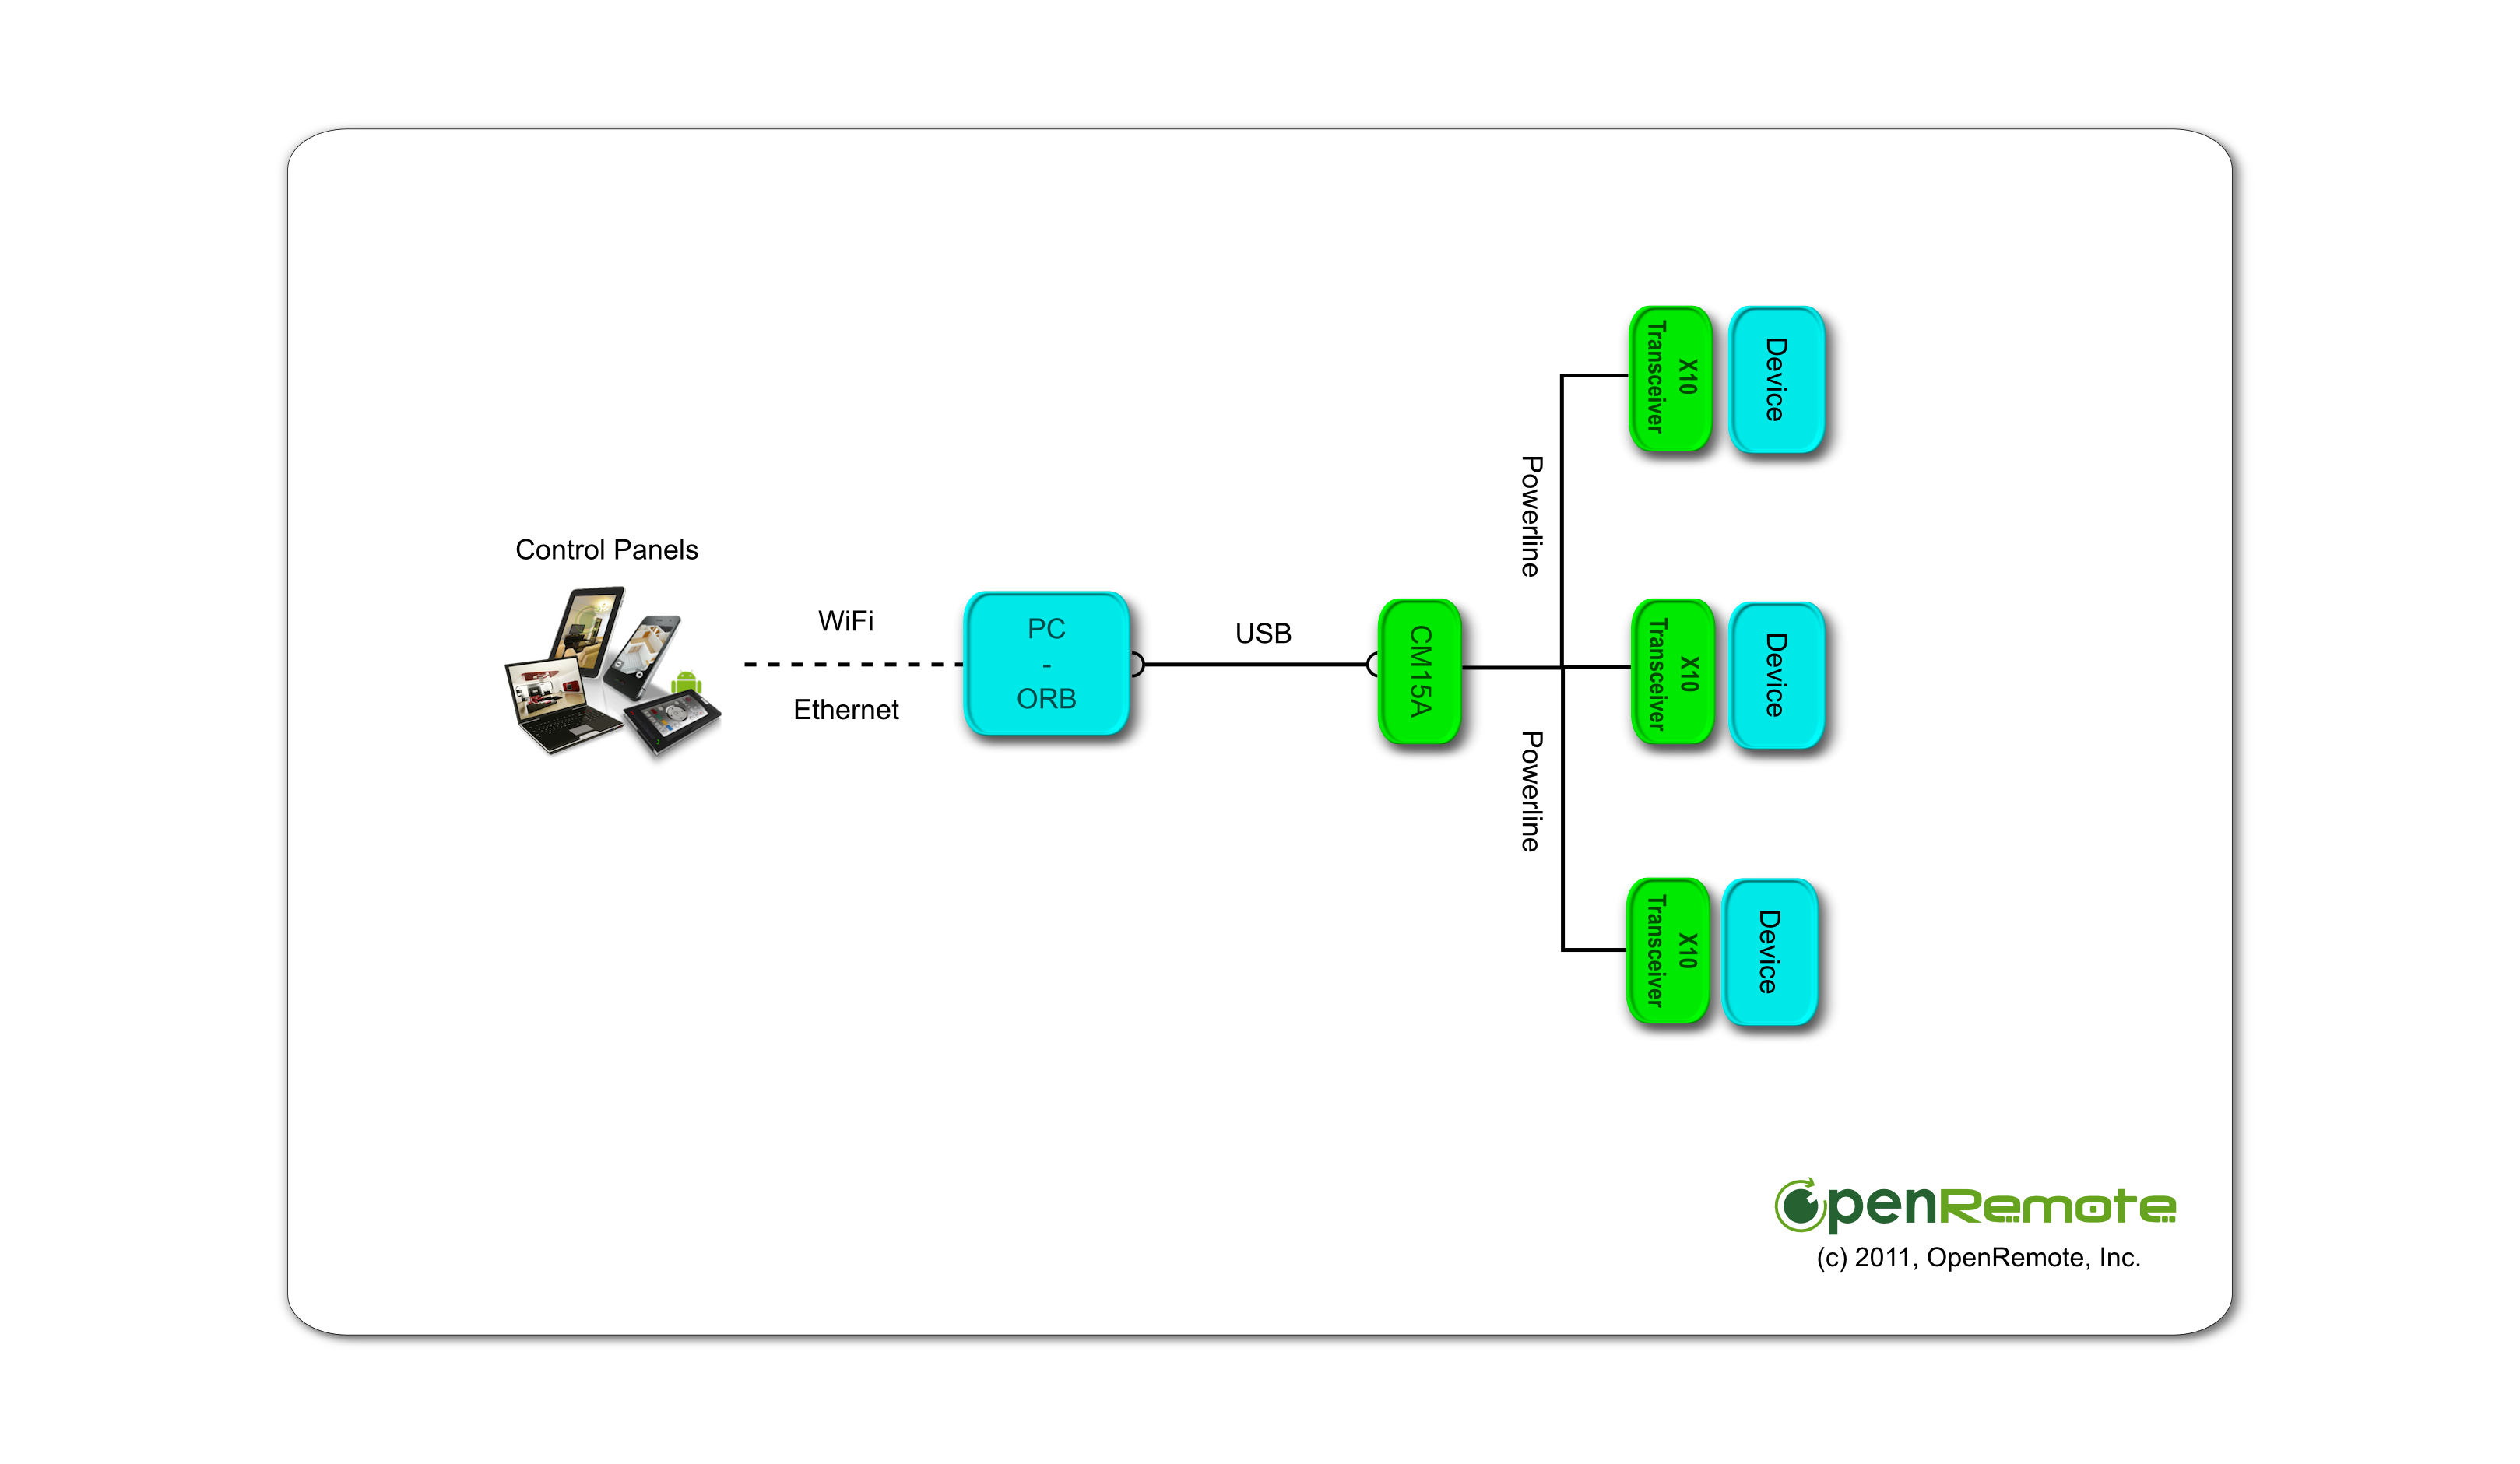 Control Panels
WiFi
Ethernet
PC
-
ORB
USB
CM15A
Powerline
Powerline
X10
Transceiver
Device
X10
Transceiver
Device
X10
Transceiver
Device
OpenRemote
(c) 2011, OpenRemote, Inc.